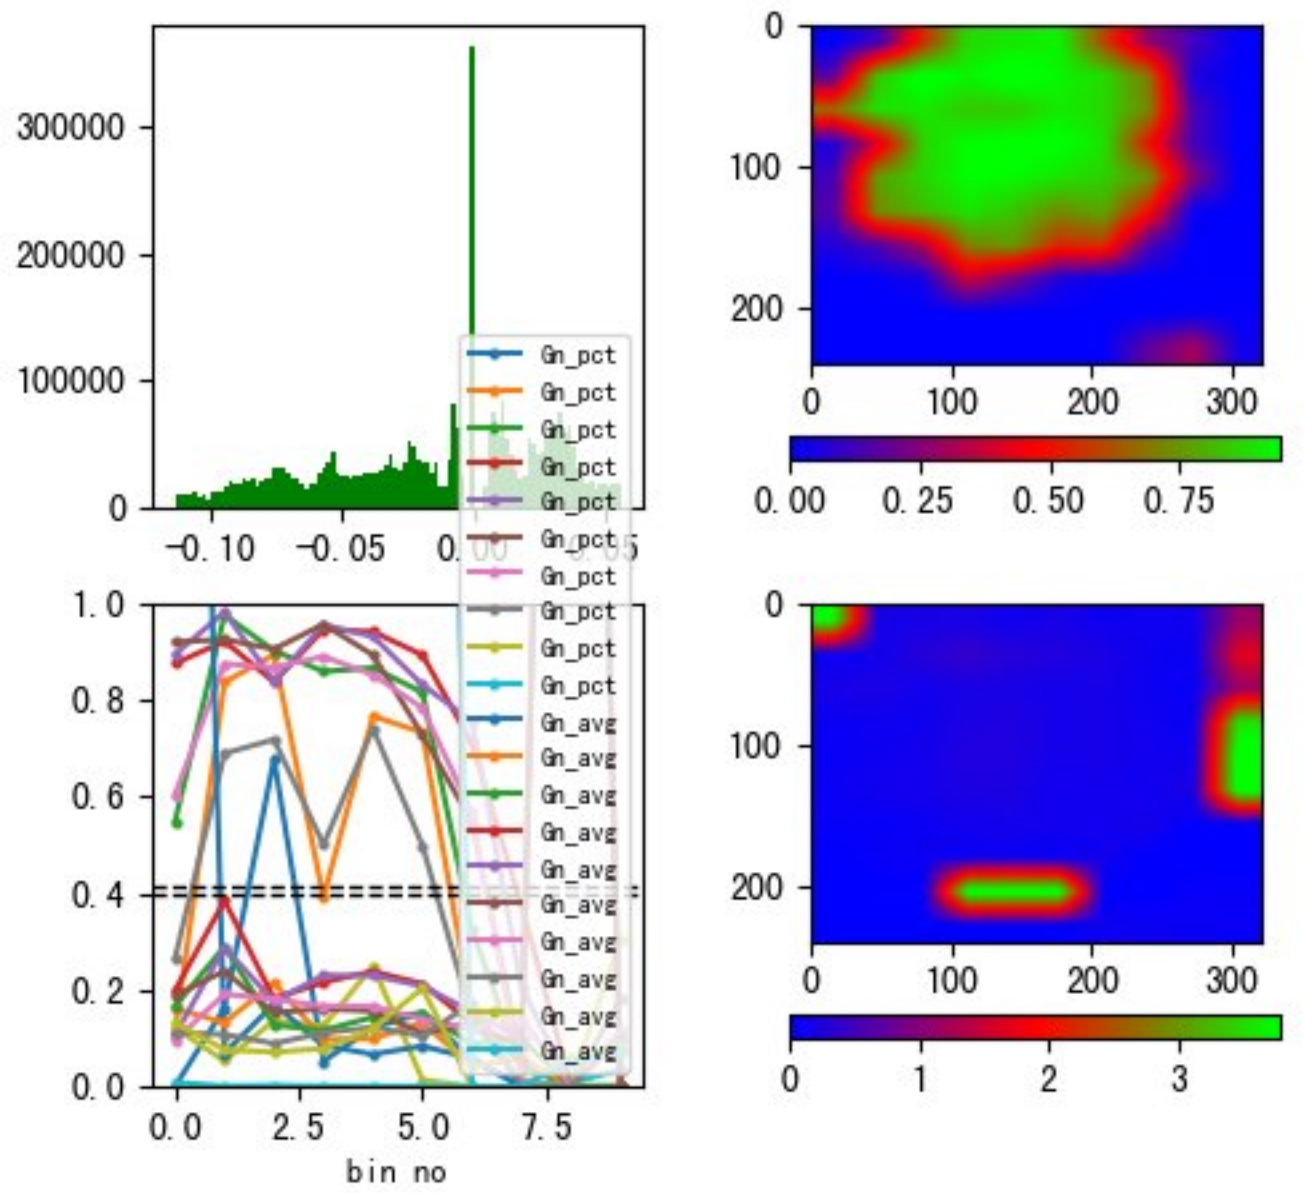 300000
200000
100000
0
-0.10
-0.05
0.00
0.05
0
100
200
0
100
200
300
0.00
0.25
0.50
0.75
Gn_pct
Gn_pct
Gn_pct
Gn_pct
Gn_pct
Gn_pct
Gn_pct
Gn_pct
Gn_pct
Gn_pct
Gn_avg
Gn_avg
Gn_avg
Gn_avg
Gn_avg
Gn_avg
Gn_avg
Gn_avg
Gn_avg
Gn_avg
1.0
0.8
0.6
0.4
0.2
0.0
0.0
2.5
5.0
7.5
bin no
0
100
200
0
100
200
300
0
1
2
3